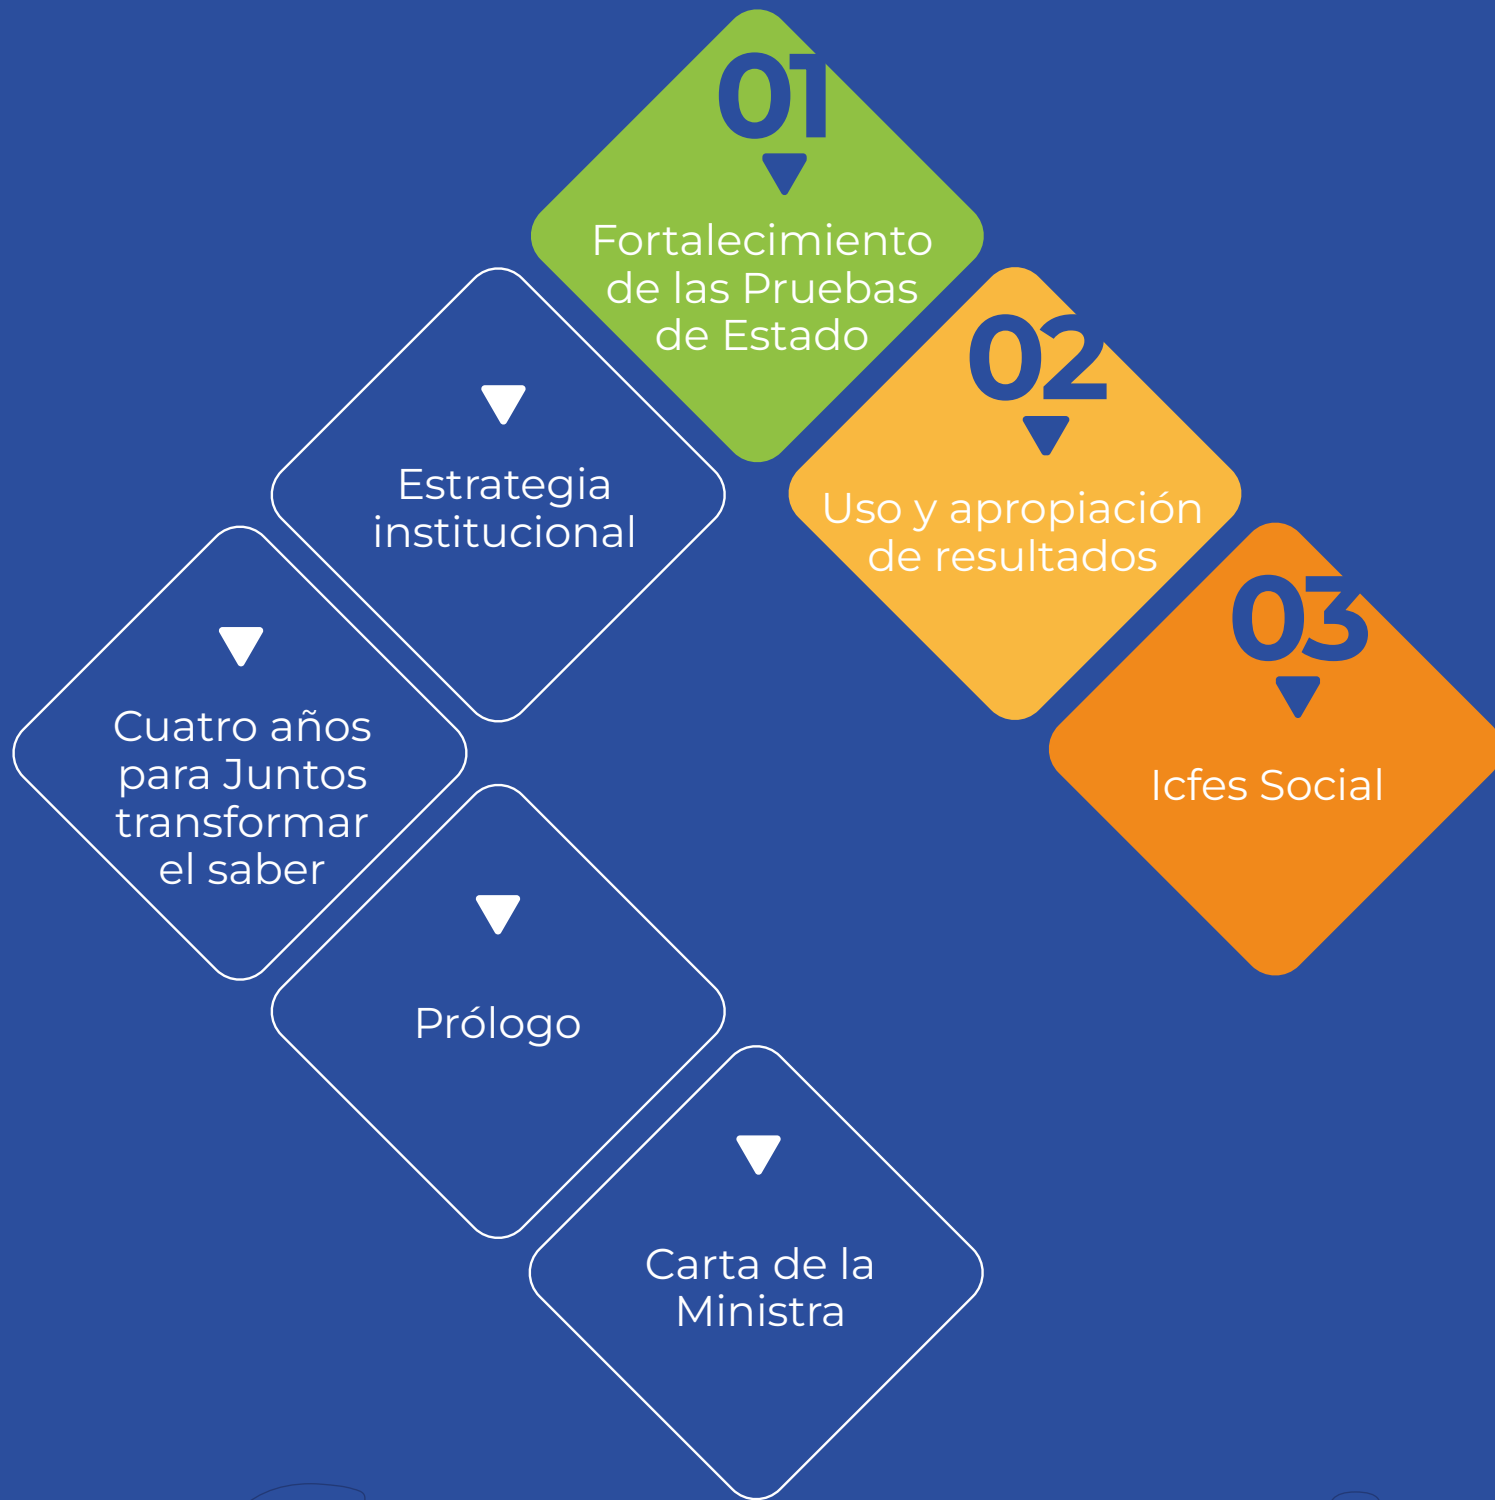 01
Fortalecimiento
de las Pruebas
de Estado
02
Uso y apropiación
de resultados
03
Icfes Social
Estrategia
institucional
Cuatro años
para Juntos
transformar
el saber
Prólogo
Carta de la
Ministra